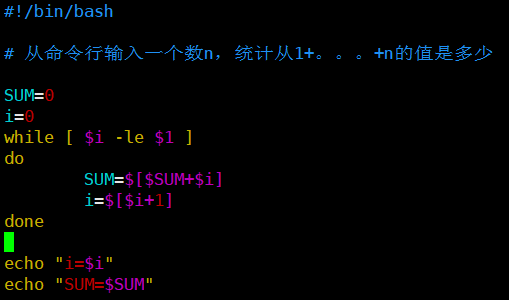 #!/bin/bash
# 从命令行输入一个数n，统计从1+。。。+n的值是多少
SUM=0
i=0
while [ $i -le $1 ]
do
        SUM=$[$SUM+$i]
        i=$[$i+1]
done
echo "i=$i"
echo "SUM=$SUM"